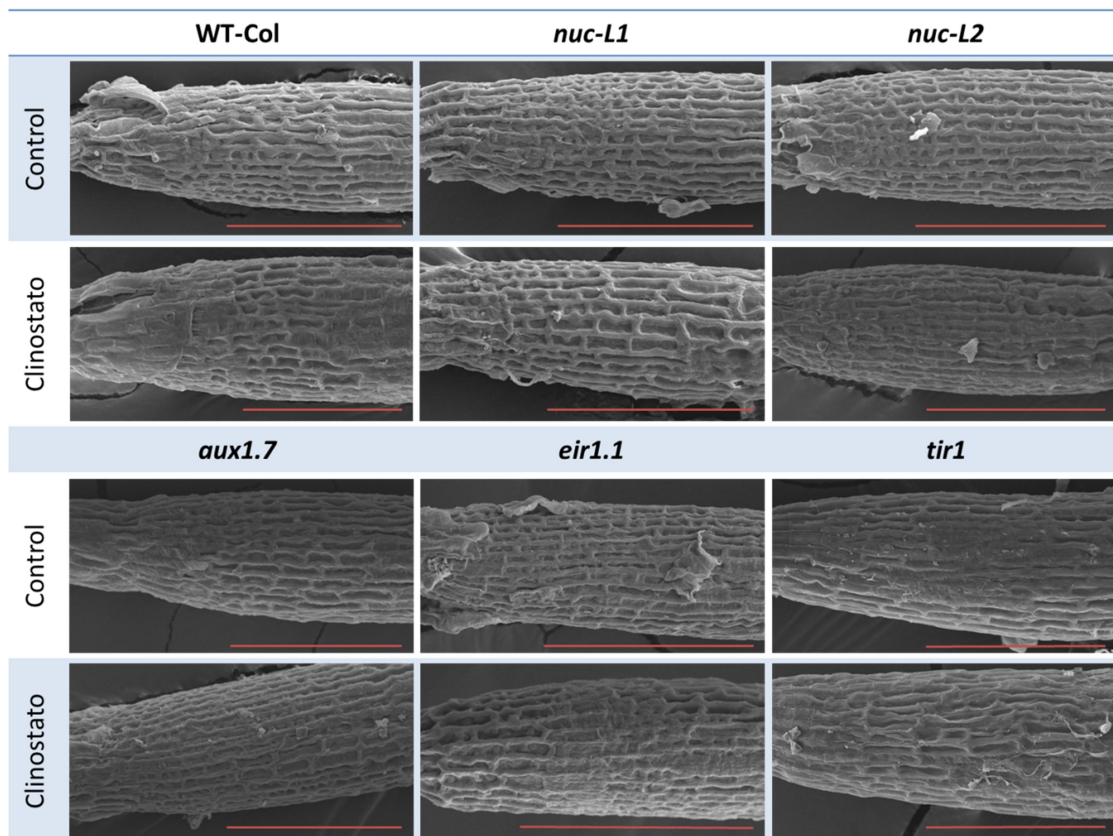 WT-Col nuc-L1 nuc-L2
Control
Clinostato
aux1.7 eir1.1 tir1
Control
Clinostato